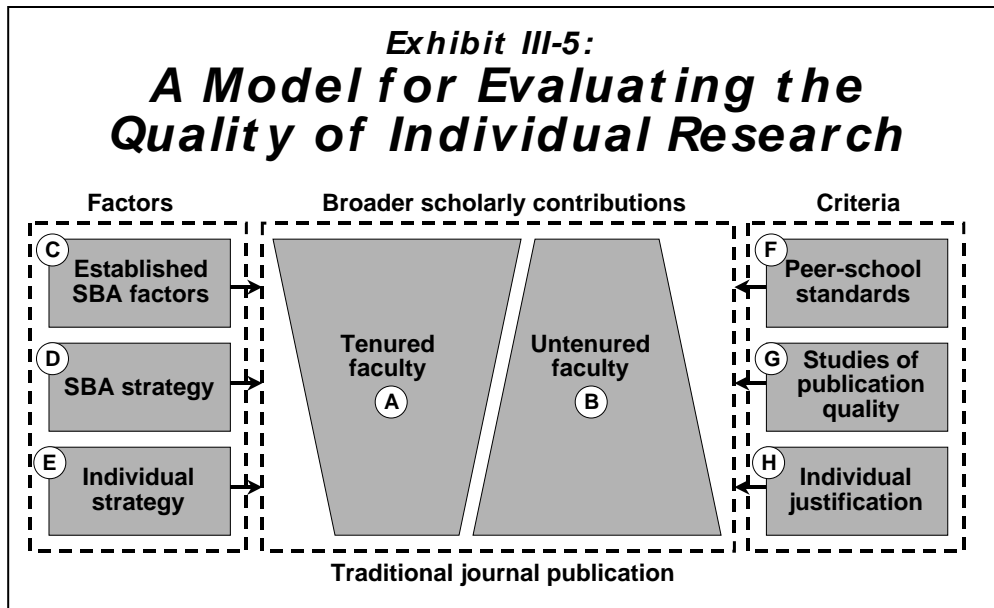 Exhibit III-5:
A Model for Evaluating the
Quality of Individual Research
Factors
Broader scholarly contributions
Criteria
C
Established
SBA factors
D
SBA strategy
E
Individual
strategy
Tenured
faculty
A
Untenured
faculty
B
F
Peer-school
standards
G
Studies of
publication
quality
H
Individual
justification
Traditional journal publication